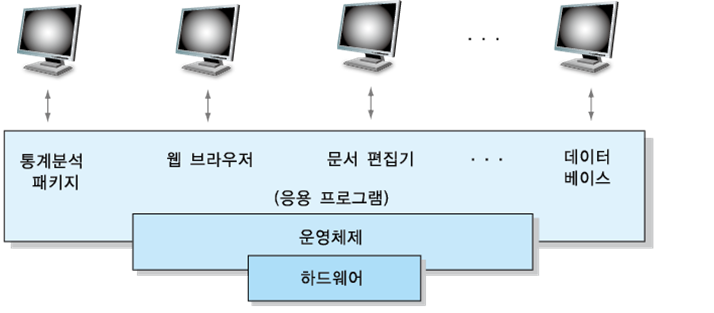 · · ·
통계분석
패키지
웹 브라우저
문서 편집기
· · ·
데이터
베이스
(응용 프로그램)
운영체제
하드웨어